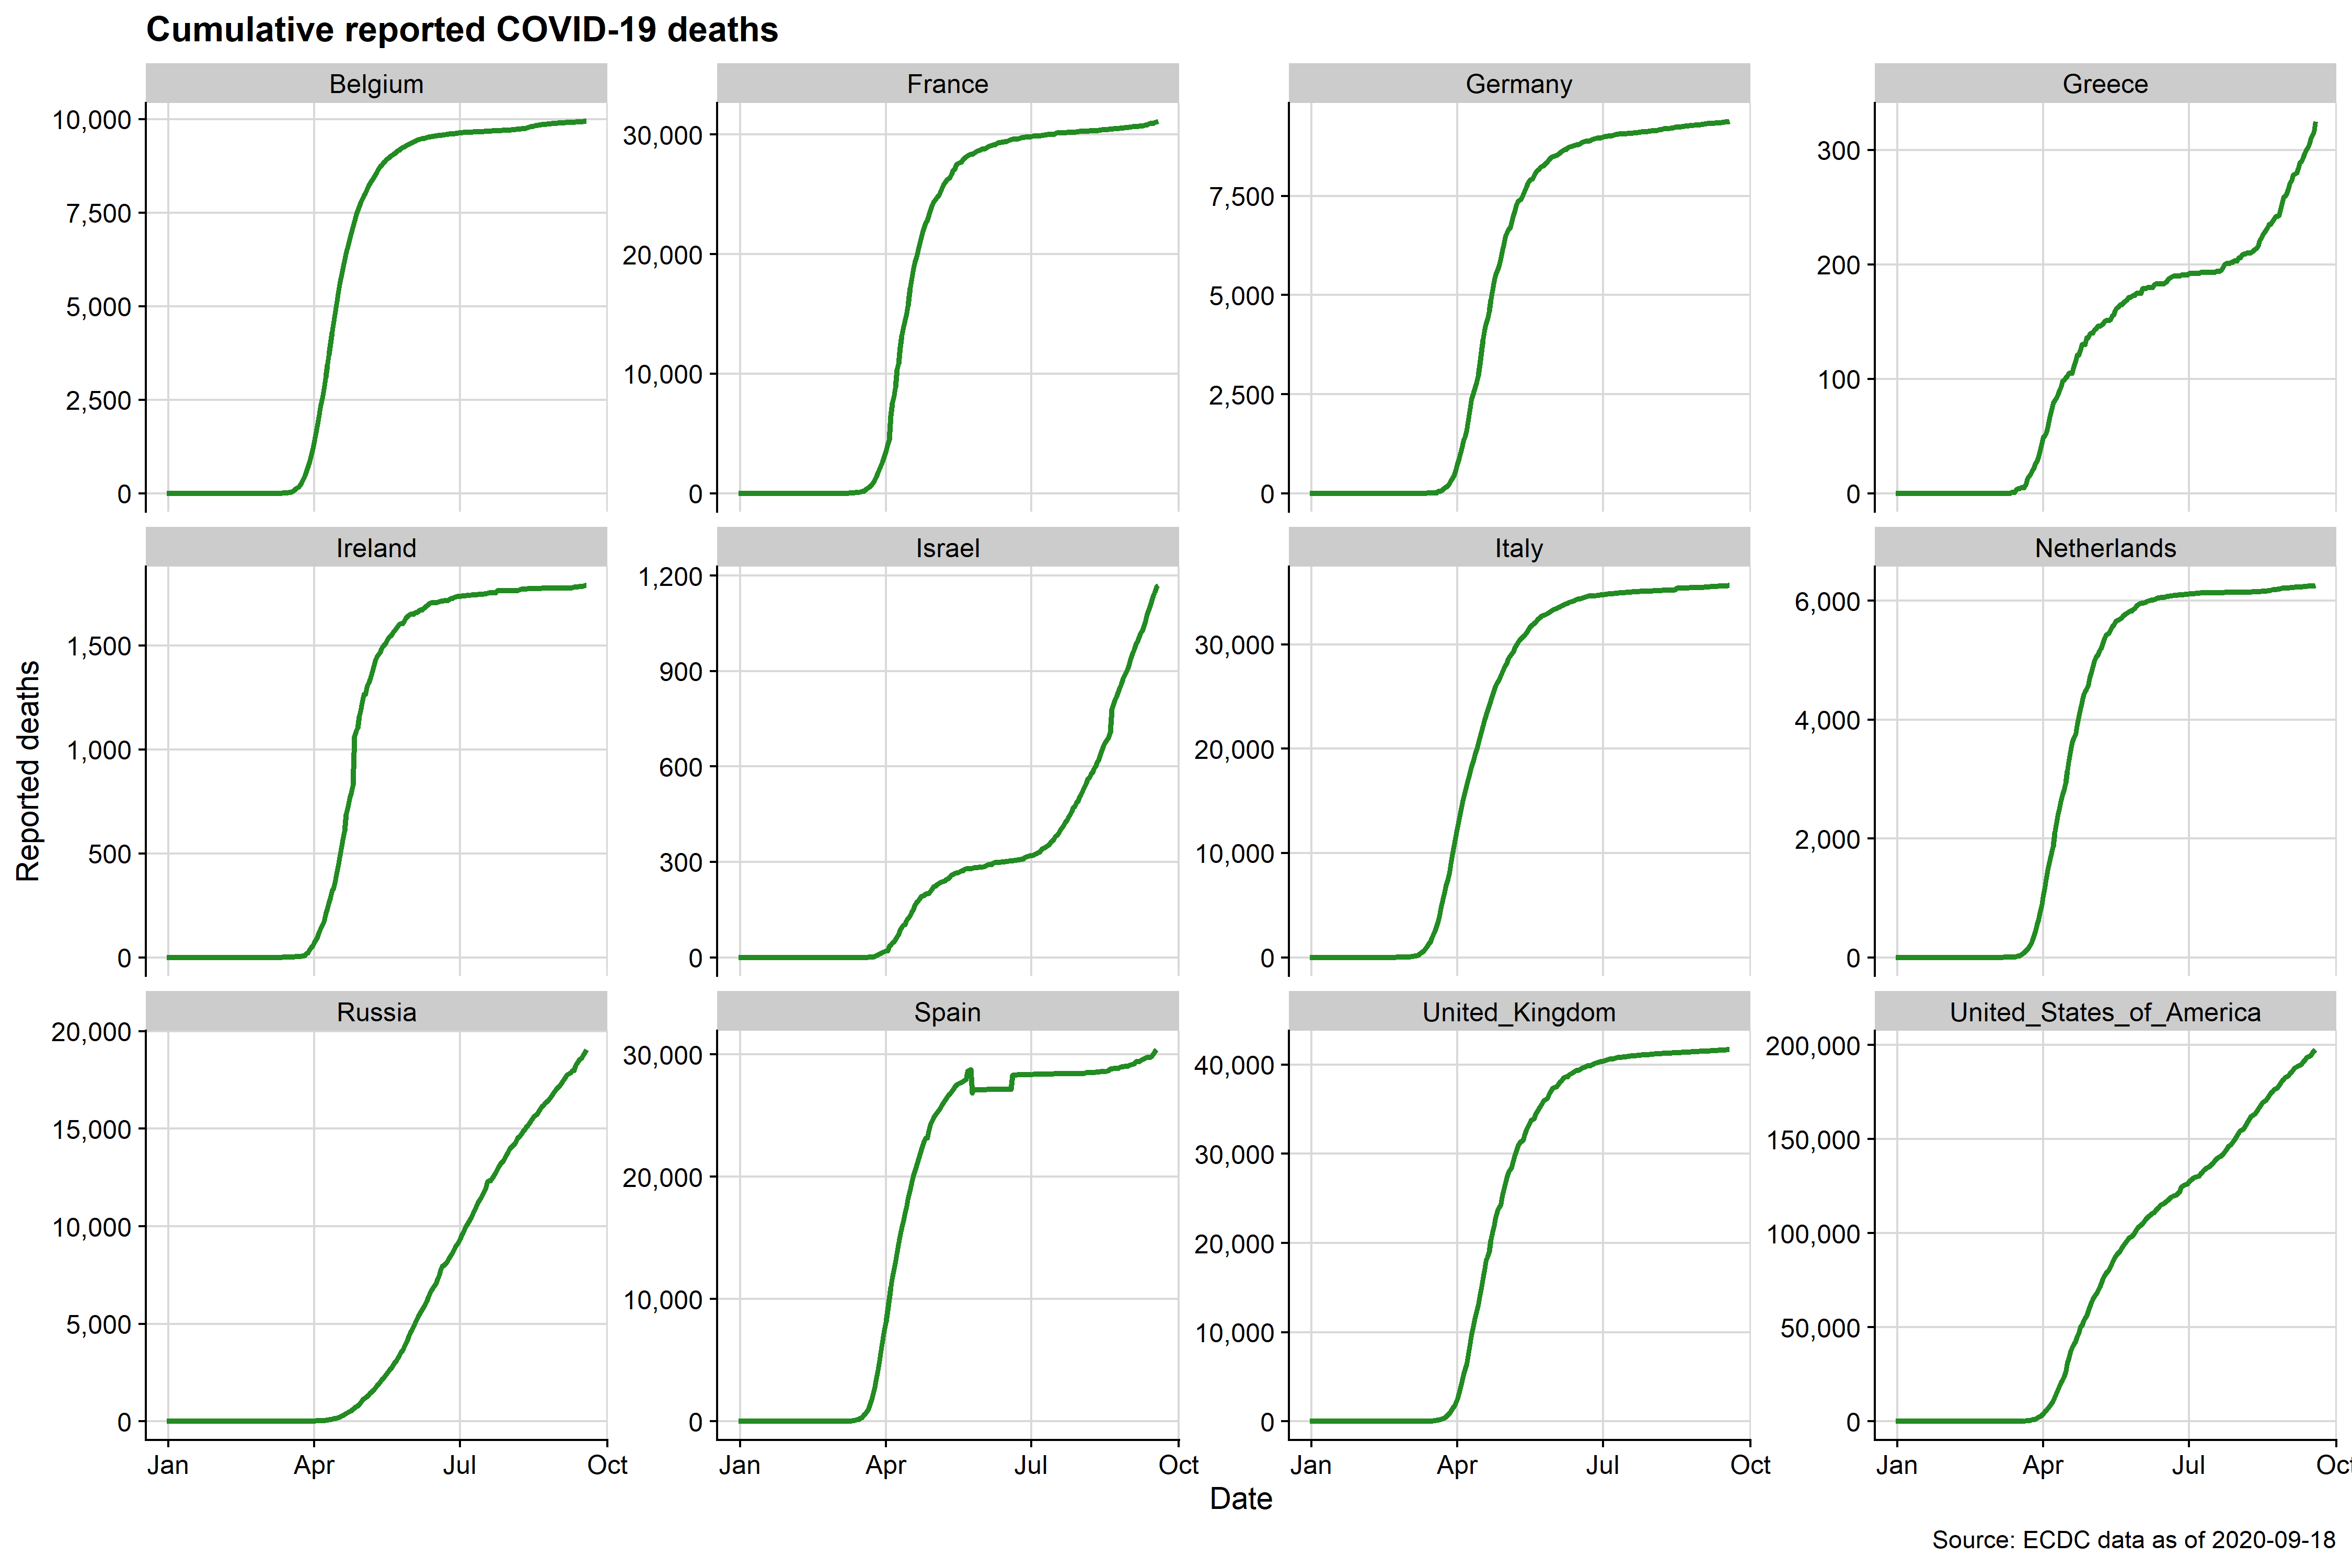 Cumulative reported COVID-19 deaths
Belgium
France
Germany
Greece
10,000
7,500
5,000
2,500
0
30,000
20,000
10,000
0
7,500
5,000
2,500
0
300
200
100
0
Ireland
Israel
Italy
Netherlands
1,500
1,000
500
0
1,200
900
600
300
0
30,000
20,000
10,000
0
6,000
4,000
2,000
0
Russia
Spain
United_Kingdom
United_States_of_America
20,000
15,000
10,000
5,000
0
30,000
20,000
10,000
0
40,000
30,000
20,000
10,000
0
200,000
150,000
100,000
50,000
0
Jan Apr Jul Oct
Jan Apr Jul Oct
Jan Apr Jul Oct
Jan Apr Jul Oct
Reported deaths
Date
Source: ECDC data as of 2020-09-18